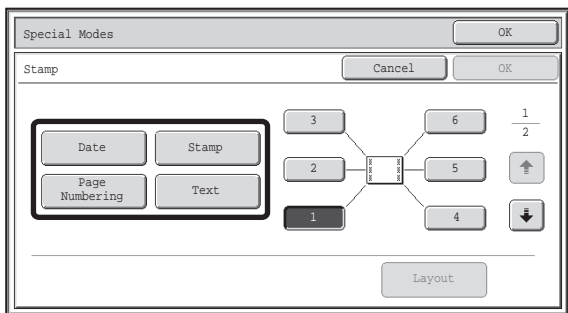 Special Modes OK
Stamp Cancel OK
3 6 1
2
Date Stamp
2 5
Page
Numbering Text
1 4
Layout